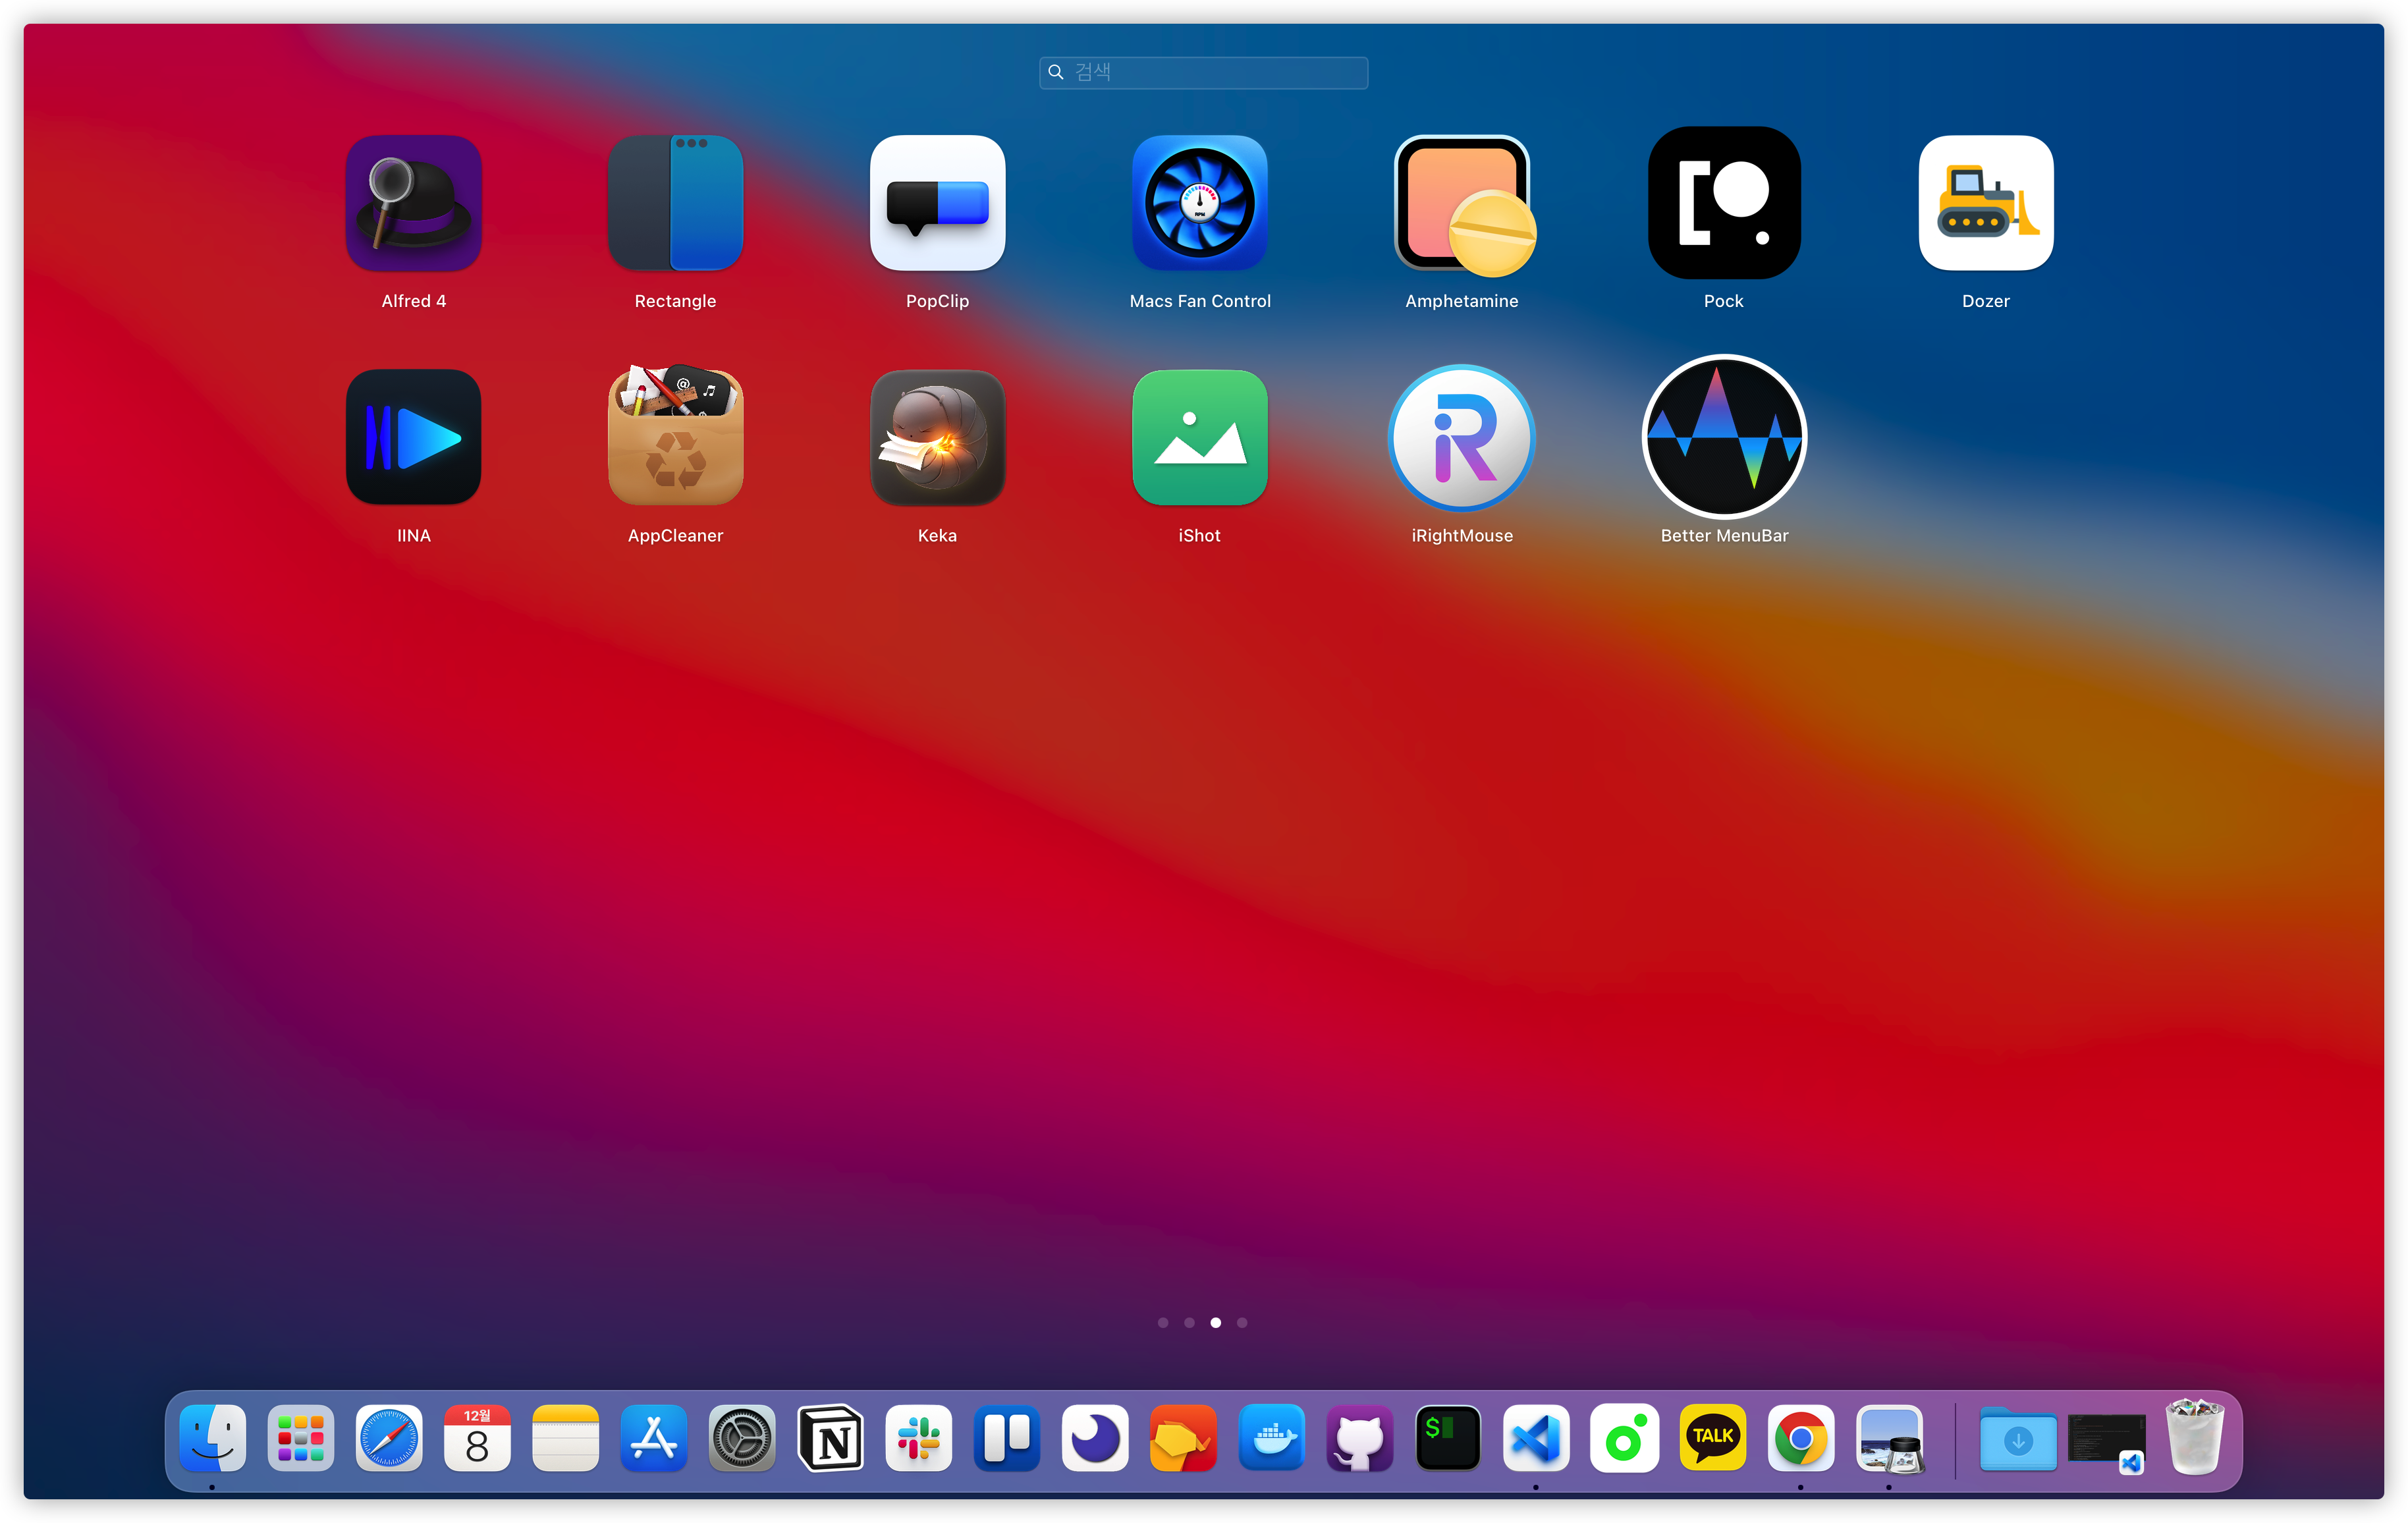 검색
RPM
Alfred 4
Rectangle
PopClip
Macs Fan Control
Amphetamine
Pock
Dozer
IINA
AppCleaner
Keka
iShot
iRightMouse
Better MenuBar
12월
8
N
$
TALK